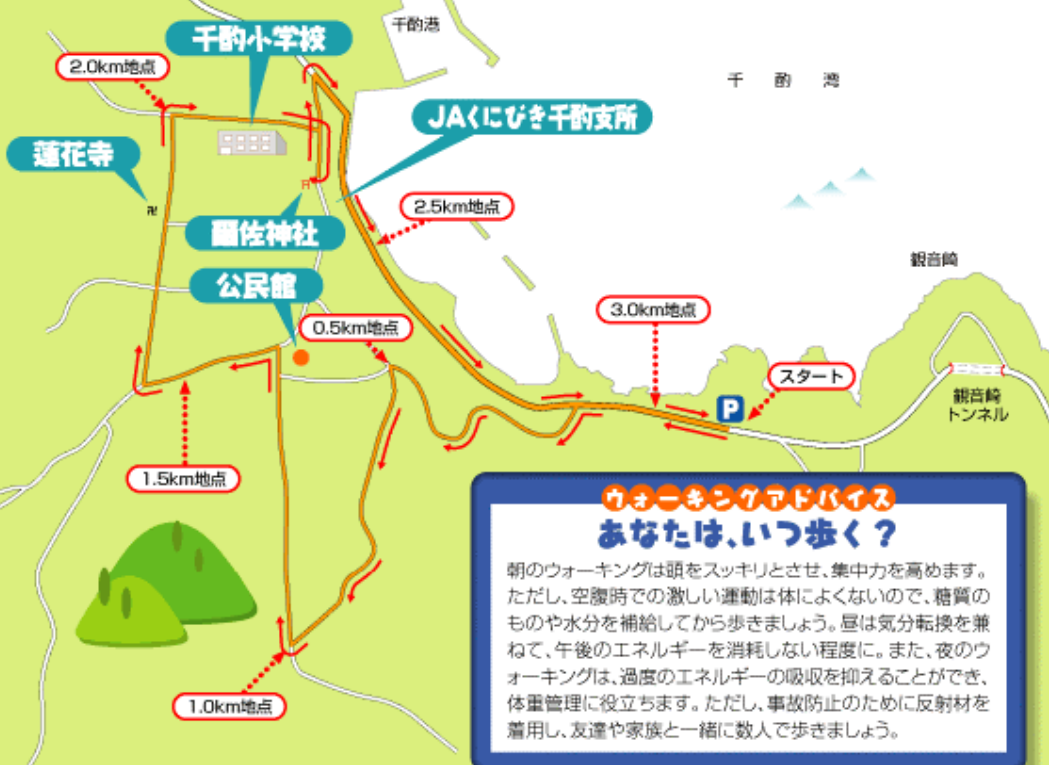 千酌港
千酌小学校
2.0km地点
千酌湾
JAくにびき千酌支所
蓮花寺
卍
2.5km地点
爾佐神社
観音崎
公民館
3.0km地点
0.5km地点
スタート
P
観音崎
トンネル
1.5km地点
1.0km地点
ウォーキングアドバイス
あなたは、いつ歩く?
朝のウォーキングは頭をスッキリとさせ、集中力を高めます。
ただし、空腹時での激しい運動は体によくないので、糖質の
ものや水分を補給してから歩きましょう。昼は気分転換を兼
ねて、午後のエネルギーを消耗しない程度に。また、夜のウ
ォーキングは、過度のエネルギーの吸収を抑えることができ、
体重管理に役立ちます。ただし、事故防止のために反射材を
着用し、友達や家族と一緒に数人で歩きましょう。